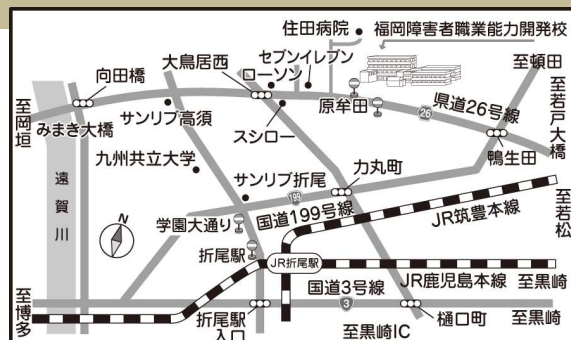 住田病院
福岡障害者職業能力開発校
セブンイレブン
大鳥居西
ローソン
至頓田
向田橋
原牟田
県道26号線
至若戸大橋
至岡垣
みまき大橋
サンリブ高須
スシロー
26
鴨生田
九州共立大学
力丸町
遠賀川
サンリブ折尾
199
国道199号線
JR筑豊本線
至若松
学園大通り
N
折尾駅
JR折尾駅
JR鹿児島本線
至黒崎
国道3号線
3
至博多
折尾駅入口
樋口町
至黒崎
至黒崎IC